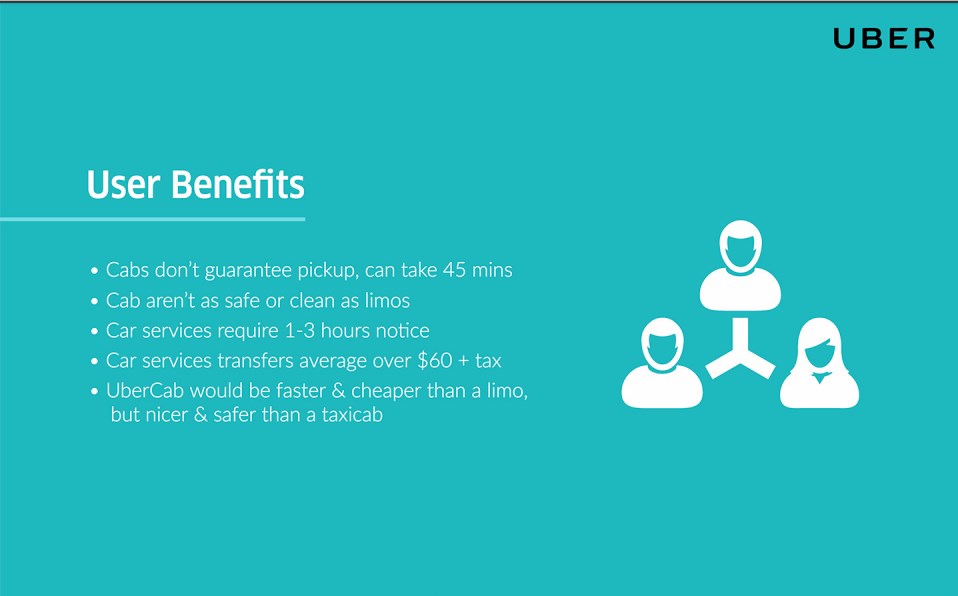 UBER
User Benefits
• Cabs don’t guarantee pickup, can take 45 mins
• Cab aren’t as safe or clean as limos
• Car services require 1-3 hours notice
• Car services transfers average over $60 + tax
• UberCab would be faster & cheaper than a limo,
but nicer & safer than a taxicab